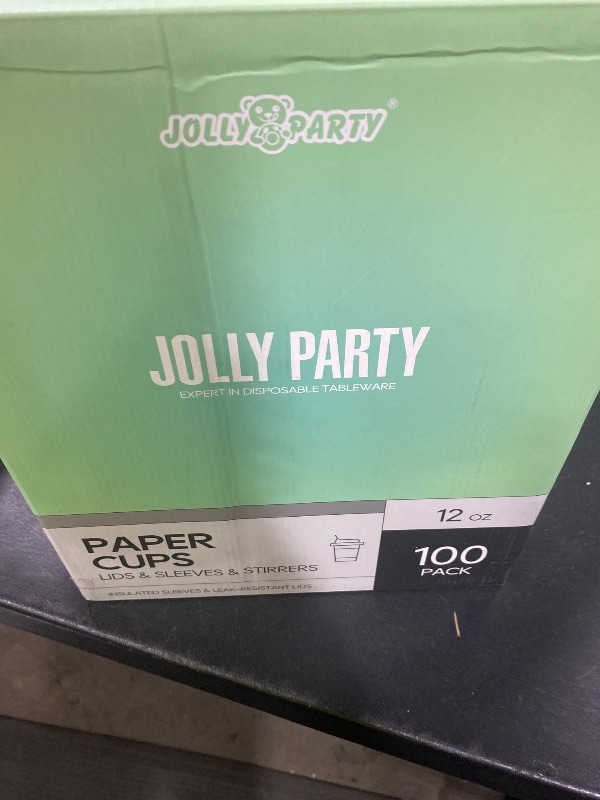 JOLLY PARTY®
JOLLY PARTY
EXPERT IN DISPOSABLE TABLEWARE
12 OZ
PAPER
CUPS
LIDS & SLEEVES & STIRRERS
INSULATED SLEEVES & LEAK-RESISTANT LIDS
100
PACK